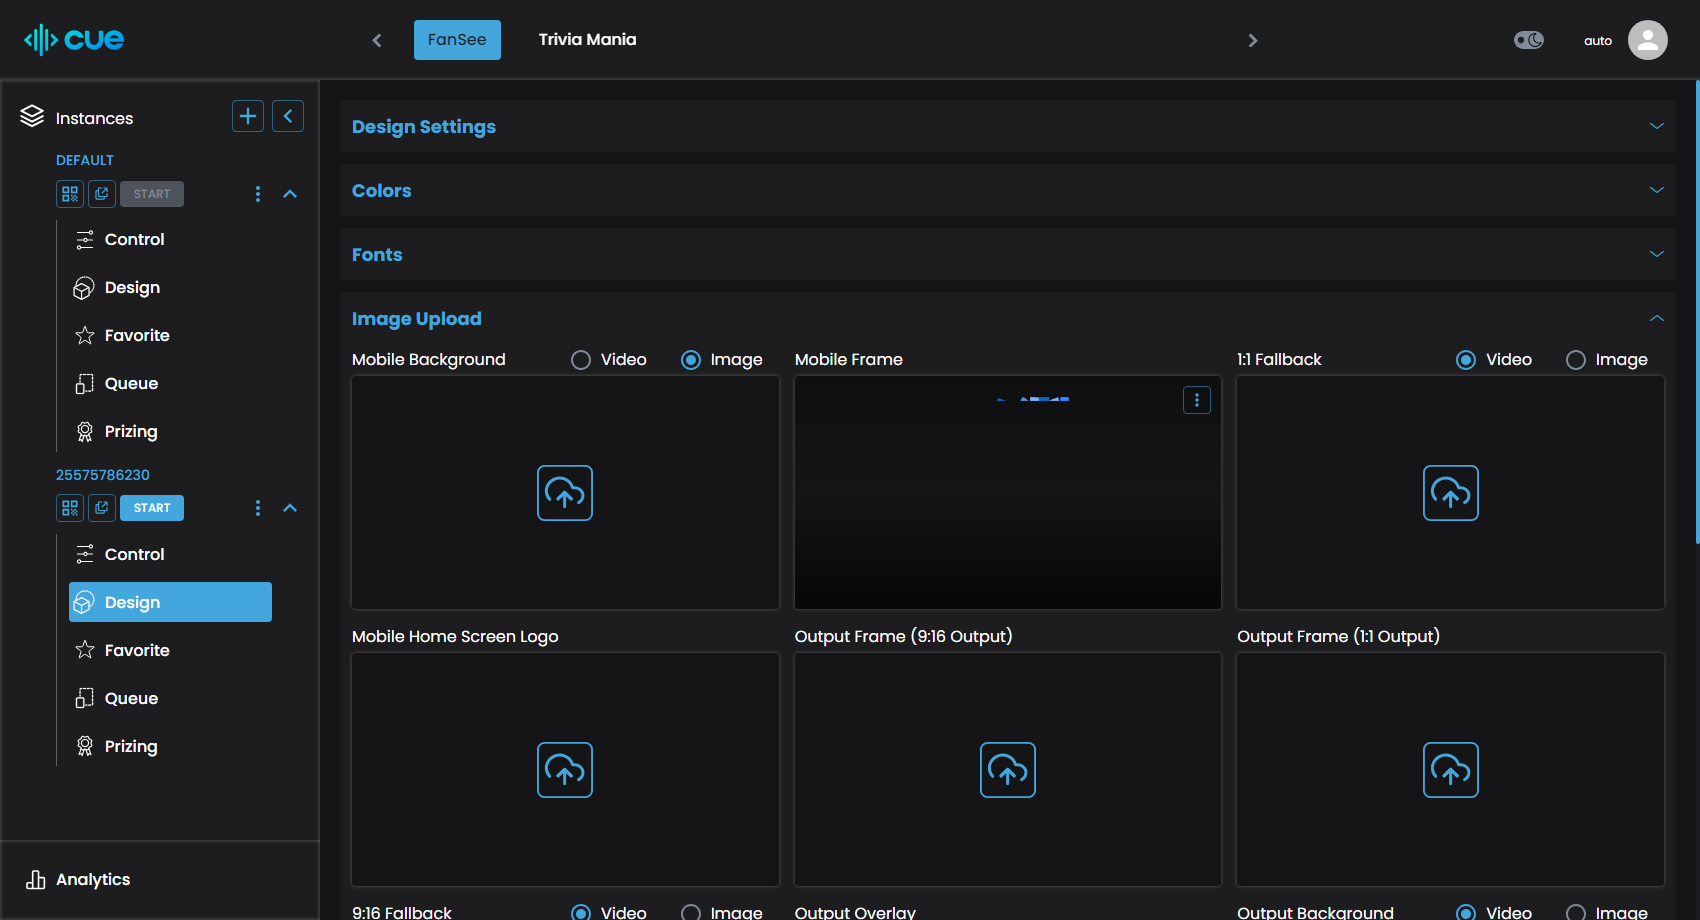 cue
FanSee
Trivia Mania
auto
Instances
DEFAULT
START
Control
Design
Favorite
Queue
Prizing
25575786230
START
Control
Design
Favorite
Queue
Prizing
Analytics
Design Settings
Colors
Fonts
Image Upload
Mobile Background
Video
Image
Mobile Frame
1:1 Fallback
Video
Image
Mobile Home Screen Logo
Output Frame (9:16 Output)
Output Frame (1:1 Output)
9:16 Fallback
Video
Image
Output Overlay
Output Background
Video
Image